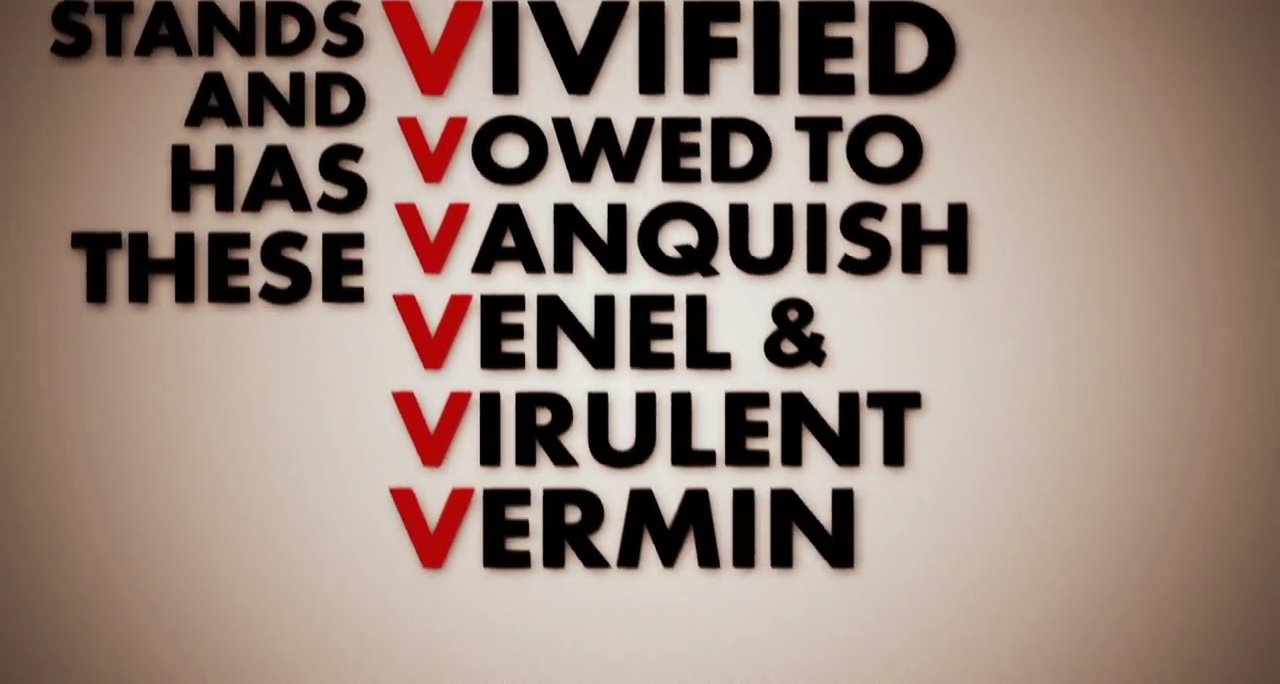 STANDS VIVIFIED
AND VOWED TO
HAS VANQUISH
THESE VENEL &
VIRULENT
VERMIN